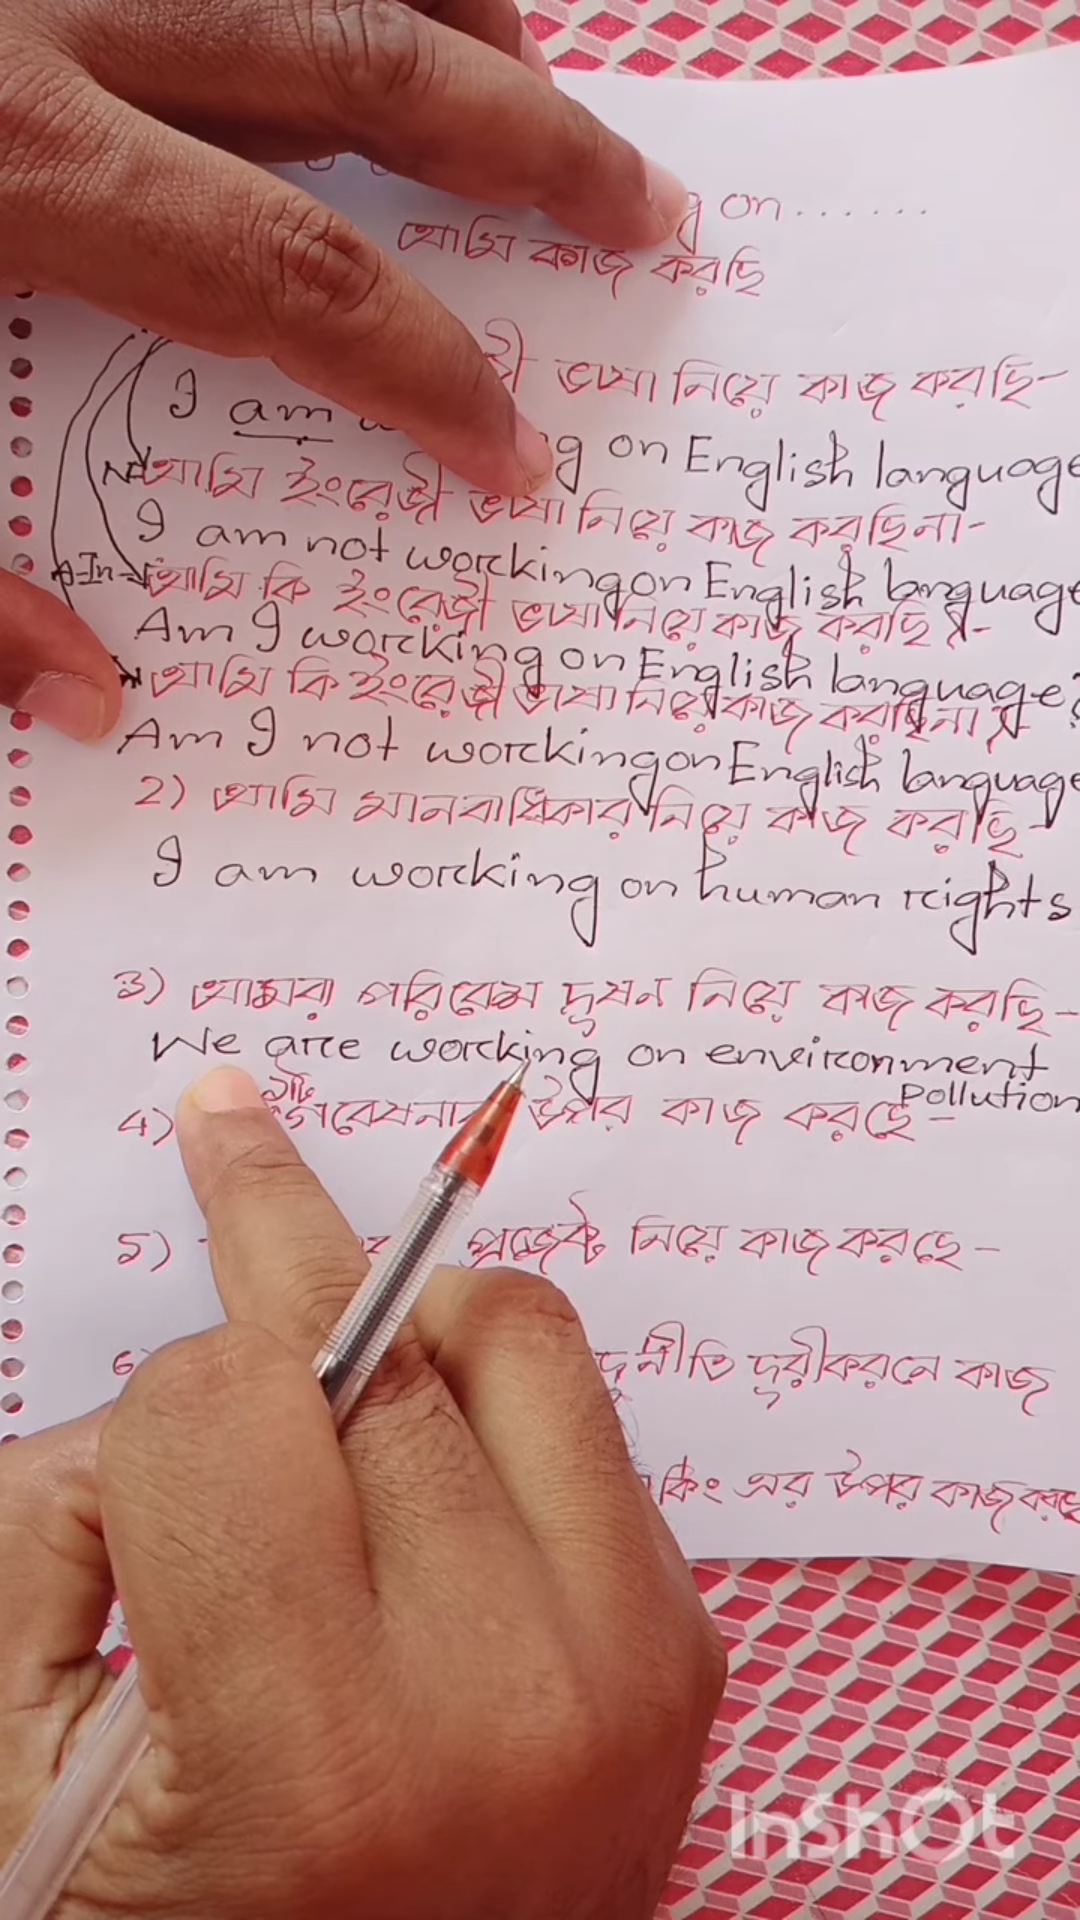 on.......
আমি কাজ করছি
ভাষা নিয়ে কাজ করছি-
I am on English language
আমি ইংরেজী ভাষা নিয়ে কাজ করছিনা-
I am not working on English language
আমি কি ইংরেজী ভাষা নিয়ে কাজ করছি?-
Am I working on English language?
আমি কি ইংরেজী ভাষা নিয়ে কাজ করছিনা?-
Am I not working on English language
2) আমি মানবাধিকার নিয়ে কাজ করছি-
I am working on human rights
3) আমরা পরিবেশ দূষন নিয়ে কাজ করছি-
We are working on environment
Pollution
4) গবেষনার উপর কাজ করছে-
5) প্রজেক্ট নিয়ে কাজ করছে-
6) দুর্নীতি দূরীকরনে কাজ
এর উপর কাজ করছে
InShOt